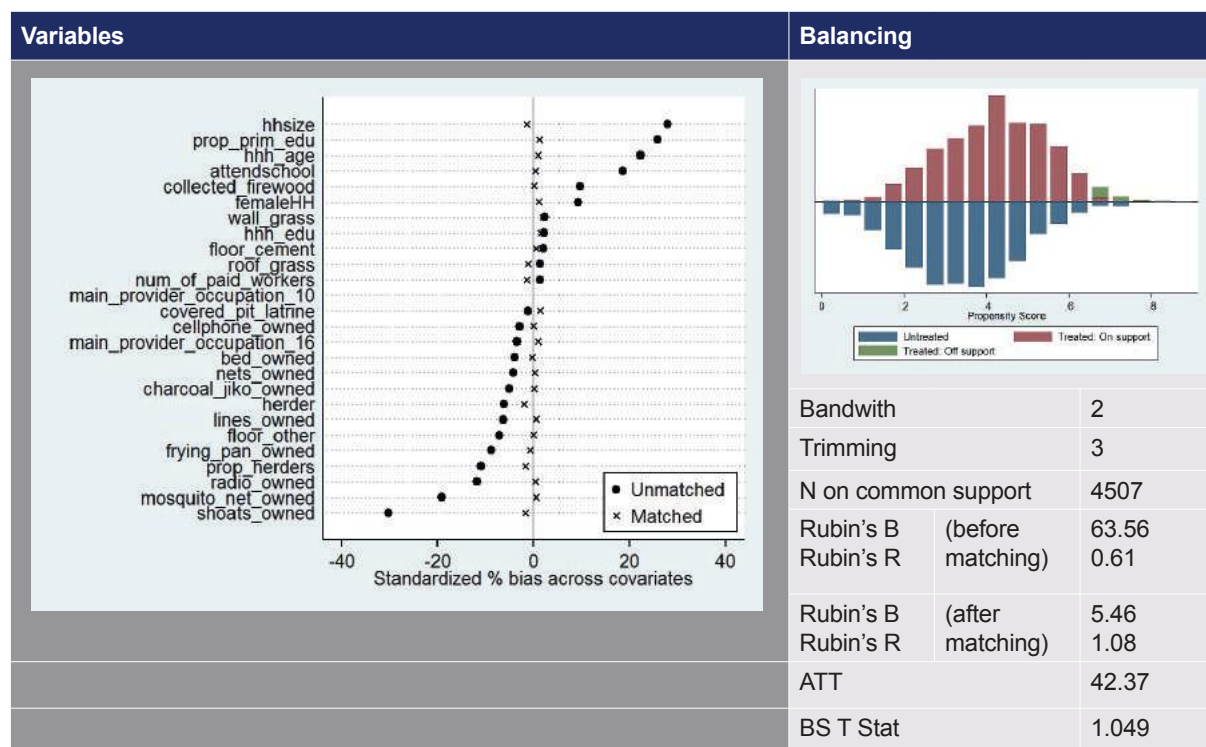 Variables
Balancing
hhsize
prop_prim_edu
hhh_age
attendschool
collected_firewood
femaleHH
wall_grass
hhh_edu
floor_cement
roof_grass
num_of_paid_workers
main_provider_occupation_10
covered_pit_latrine
cellphone_owned
main_provider_occupation_16
bed_owned
nets_owned
charcoal_jiko_owned
herder
lines_owned
floor_other
frying_pan_owned
prop_herders
radio_owned
mosquito_net_owned
shoats_owned
Unmatched
Matched
-40 -20 0 20 40
Standardized % bias across covariates
0 2 4 6 8
Propensity Score
Untreated Treated: On support
Treated: Off support
Bandwith 2
Trimming 3
N on common support 4507
Rubin's B (before 63.56
Rubin's R matching) 0.61
Rubin's B (after 5.46
Rubin's R matching) 1.08
ATT 42.37
BS T Stat 1.049